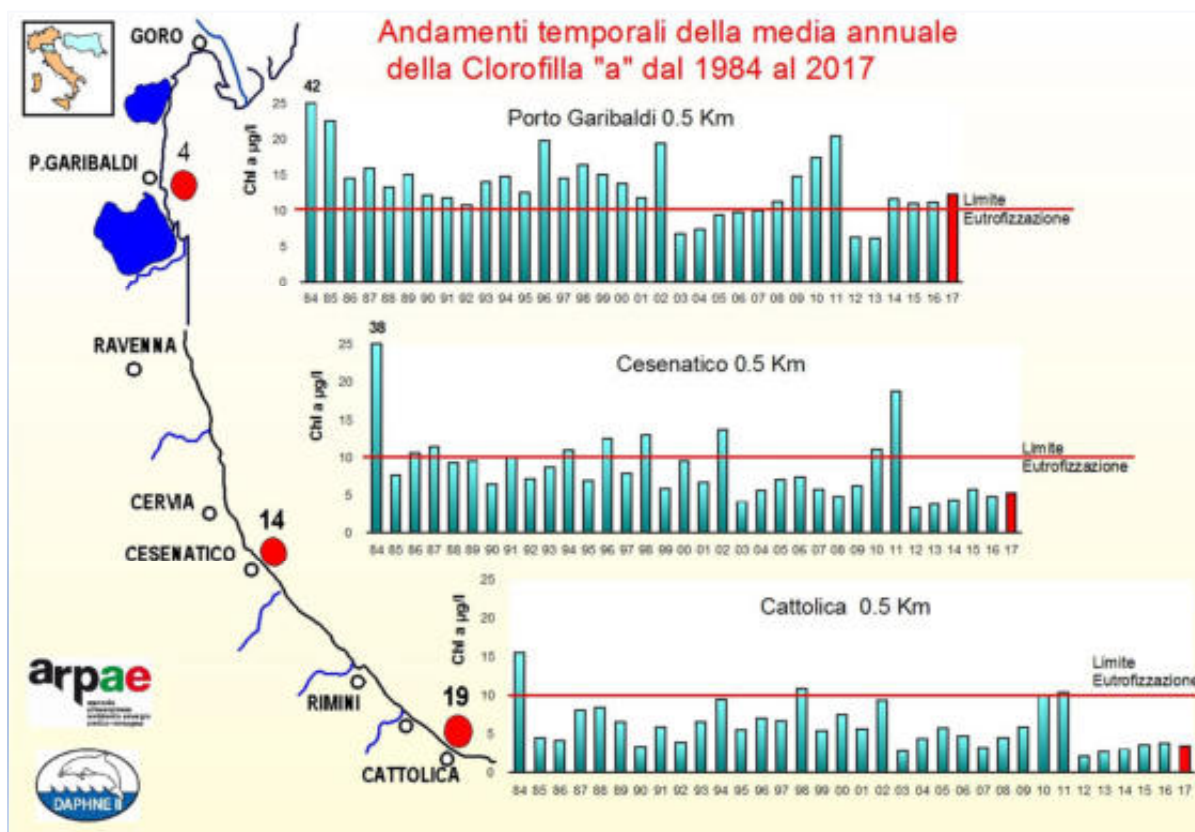 Andamenti temporali della media annuale
della Clorofilla "a" dal 1984 al 2017
GORO
P.GARIBALDI
4
RAVENNA
CERVIA
14
CESENATICO
RIMINI
19
CATTOLICA
Porto Garibaldi 0.5 Km
42
Chl a µg/l
25
20
15
10
5
0
Limite
Eutrofizzazione
84 85 86 87 88 89 90 91 92 93 94 95 96 97 98 99 00 01 02 03 04 05 06 07 08 09 10 11 12 13 14 15 16 17
Cesenatico 0.5 Km
38
Chl a µg/l
25
20
15
10
5
0
Limite
Eutrofizzazione
84 85 86 87 88 89 90 91 92 93 94 95 96 97 98 99 00 01 02 03 04 05 06 07 08 09 10 11 12 13 14 15 16 17
Cattolica 0.5 Km
Chl a µg/l
25
20
15
10
5
0
Limite
Eutrofizzazione
84 85 86 87 88 89 90 91 92 93 94 95 96 97 98 99 00 01 02 03 04 05 06 07 08 09 10 11 12 13 14 15 16 17
arpae
DAPHNE II